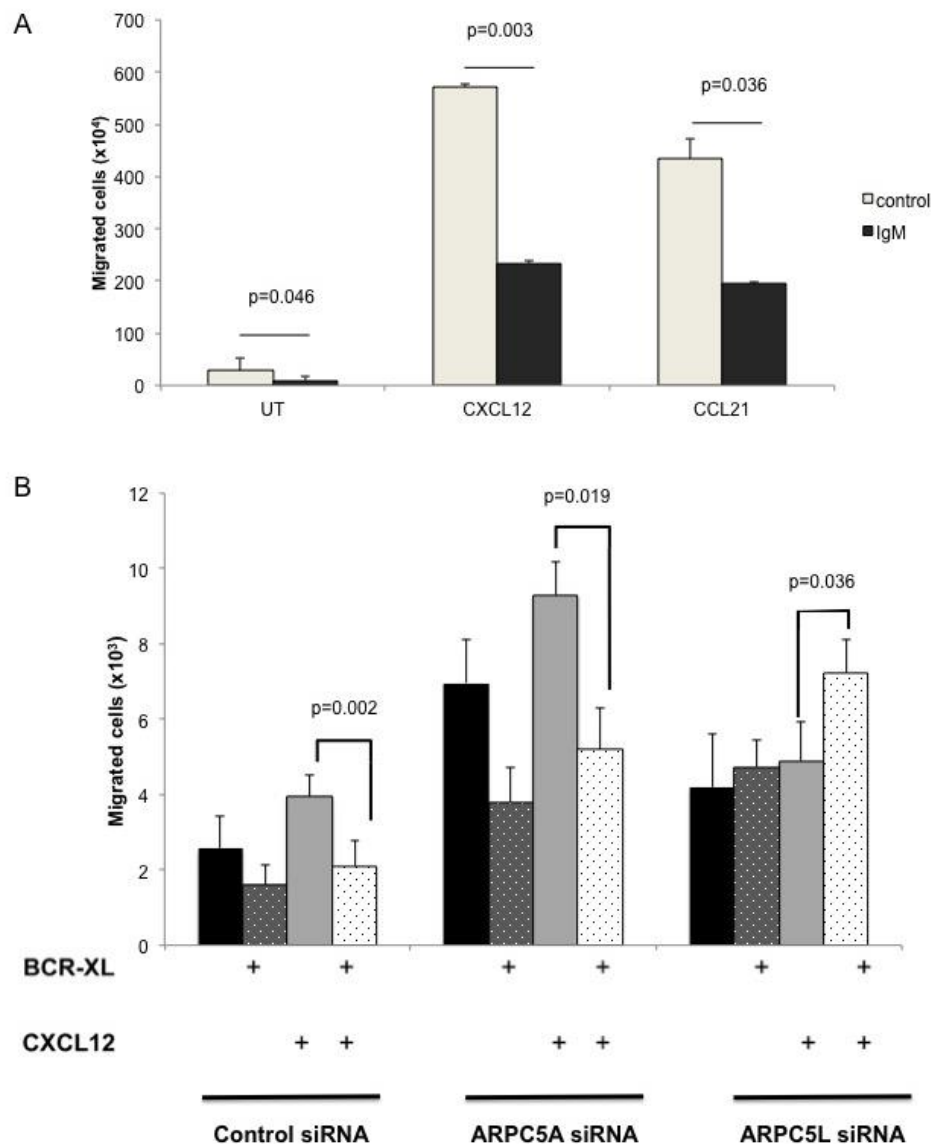 A
700
600
500
400
300
200
100
0
Migrated cells (x10⁴)
p=0.046
p=0.003
p=0.036
control
IgM
UT CXCL12 CCL21
B
12
10
8
6
4
2
0
Migrated cells (x10³)
p=0.002
p=0.019
p=0.036
BCR-XL + + + + + +
CXCL12 + + + + + +
Control siRNA ARPC5A siRNA ARPC5L siRNA